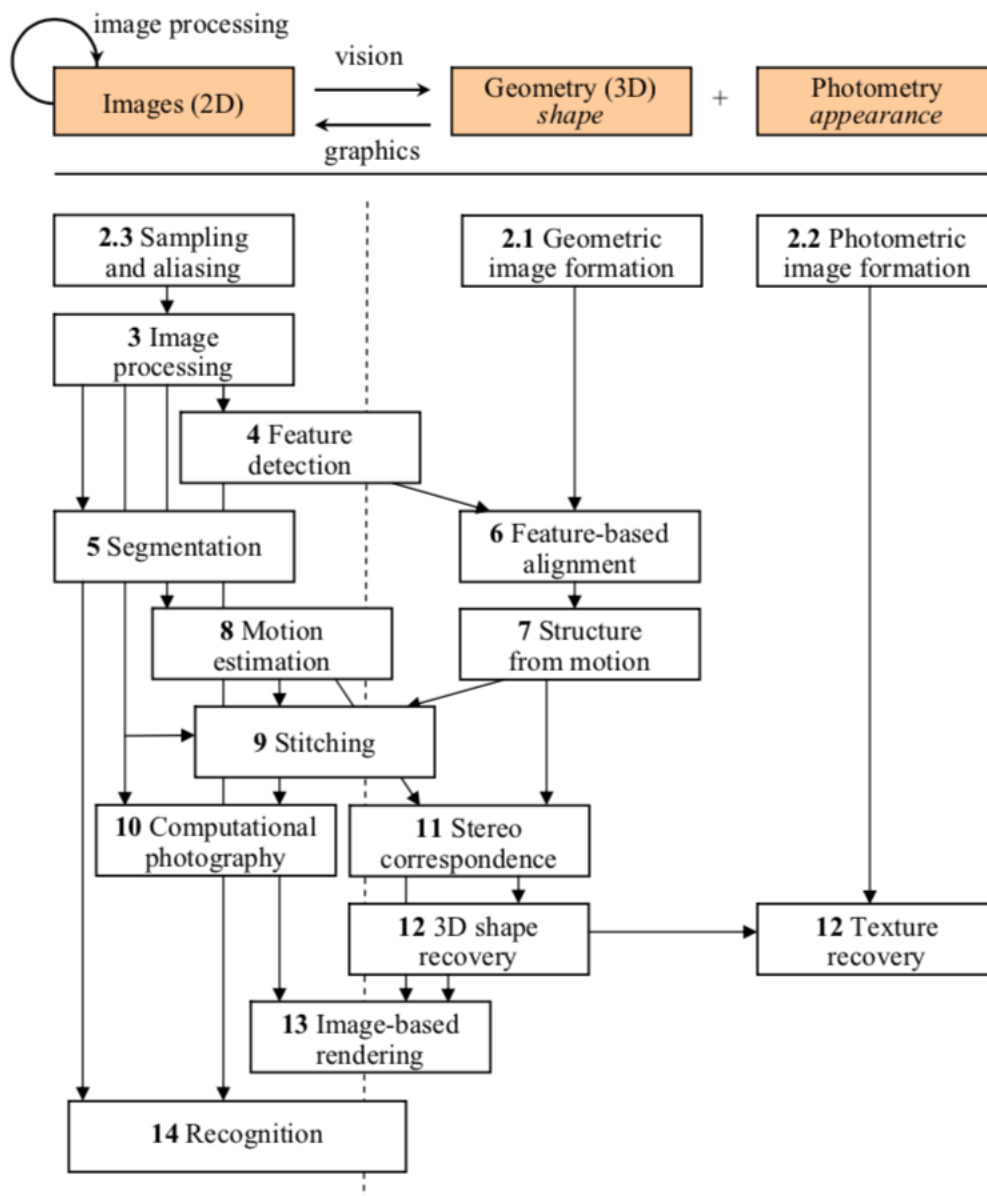 image processing
vision
Images (2D)
Geometry (3D)
shape
+
Photometry
appearance
graphics
2.3 Sampling
and aliasing
2.1 Geometric
image formation
2.2 Photometric
image formation
3 Image
processing
4 Feature
detection
5 Segmentation
6 Feature-based
alignment
8 Motion
estimation
7 Structure
from motion
9 Stitching
10 Computational
photography
11 Stereo
correspondence
12 3D shape
recovery
12 Texture
recovery
13 Image-based
rendering
14 Recognition